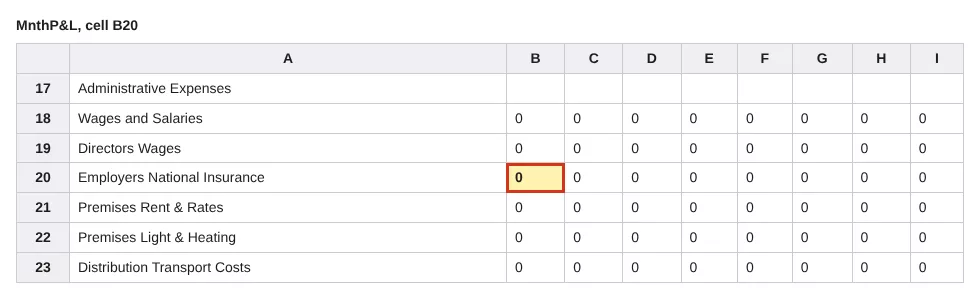 MnthP&L, cell B20
A B C D E F G H I
17 Administrative Expenses
18 Wages and Salaries 0 0 0 0 0 0 0 0
19 Directors Wages 0 0 0 0 0 0 0 0
20 Employers National Insurance 0 0 0 0 0 0 0 0
21 Premises Rent & Rates 0 0 0 0 0 0 0 0
22 Premises Light & Heating 0 0 0 0 0 0 0 0
23 Distribution Transport Costs 0 0 0 0 0 0 0 0